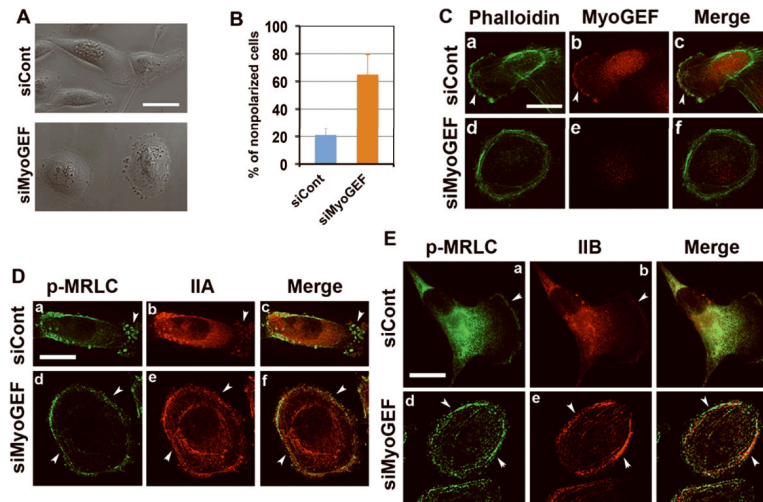 A
siCont
siMyoGEF
B
% of nonpolarized cells
100
80
60
40
20
0
siCont
siMyoGEF
C
Phalloidin
MyoGEF
Merge
siCont
a
b
c
siMyoGEF
d
e
f
D
p-MRLC
IIA
Merge
siCont
a
b
c
siMyoGEF
d
e
f
E
p-MRLC
IIB
Merge
siCont
a
b
siMyoGEF
d
e